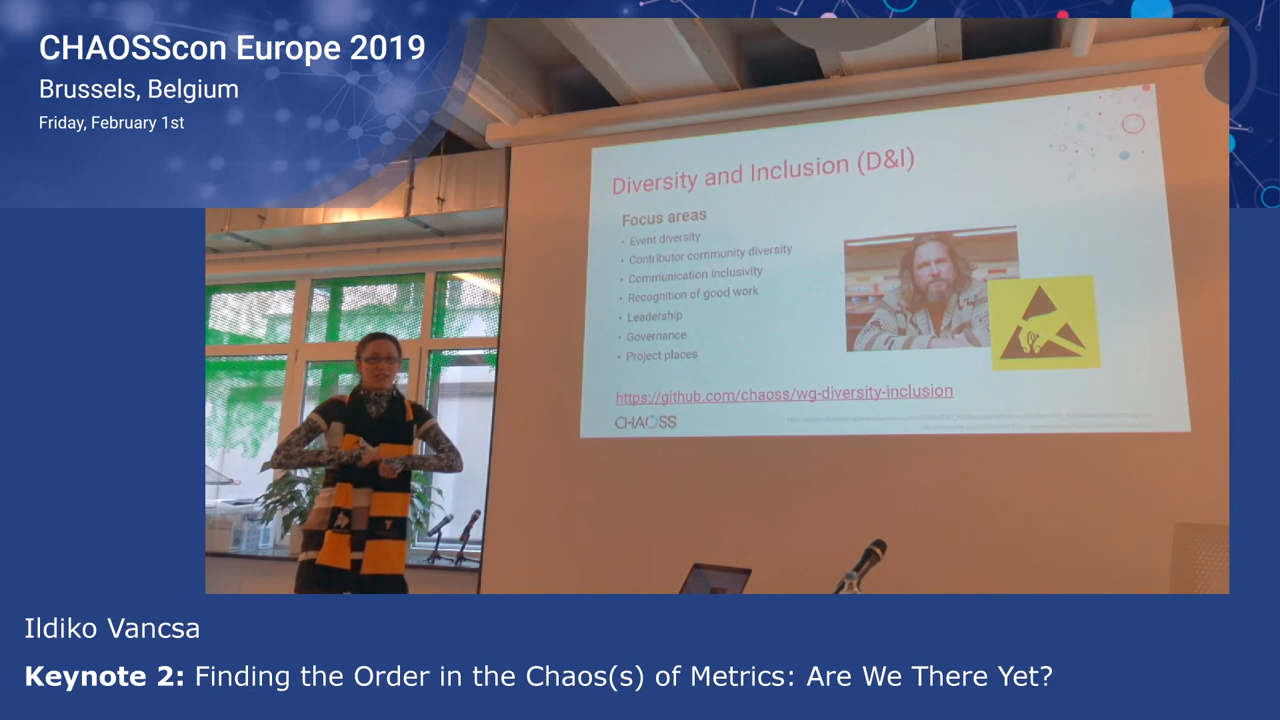 CHAOSScon Europe 2019
Brussels, Belgium
Friday, February 1st
Diversity and Inclusion (D&I)
Focus areas
• Event diversity
• Contributor community diversity
• Communication inclusivity
• Recognition of good work
• Leadership
• Governance
• Project places
https://github.com/chaoss/wg-diversity-inclusion
CHAOSS
Ildiko Vancsa
Keynote 2: Finding the Order in the Chaos(s) of Metrics: Are We There Yet?